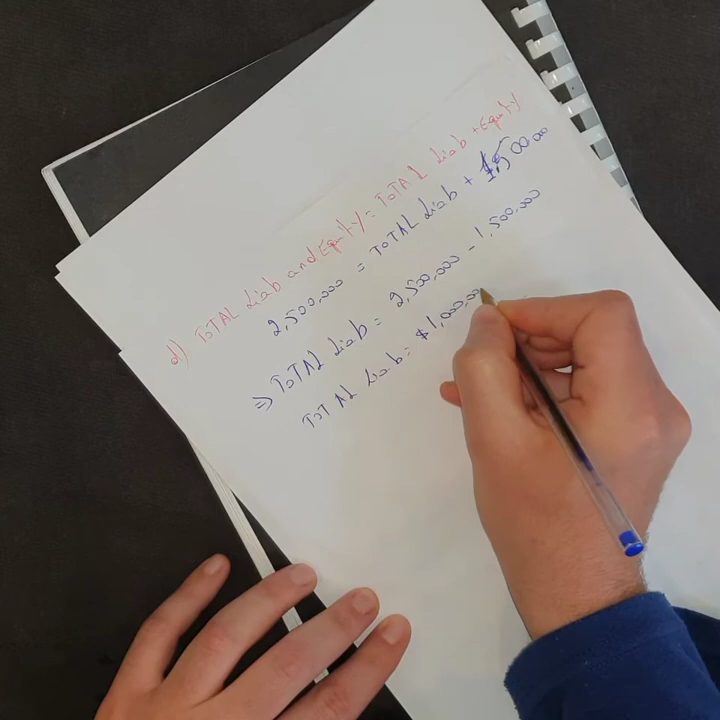 d) TOTAL Liab and Equity = TOTAL Liab + Equity
2,500,000 = TOTAL Liab + 1,500,000
=> TOTAL Liab = 2,500,000 - 1,500,000
TOTAL Liab = $1,000,00